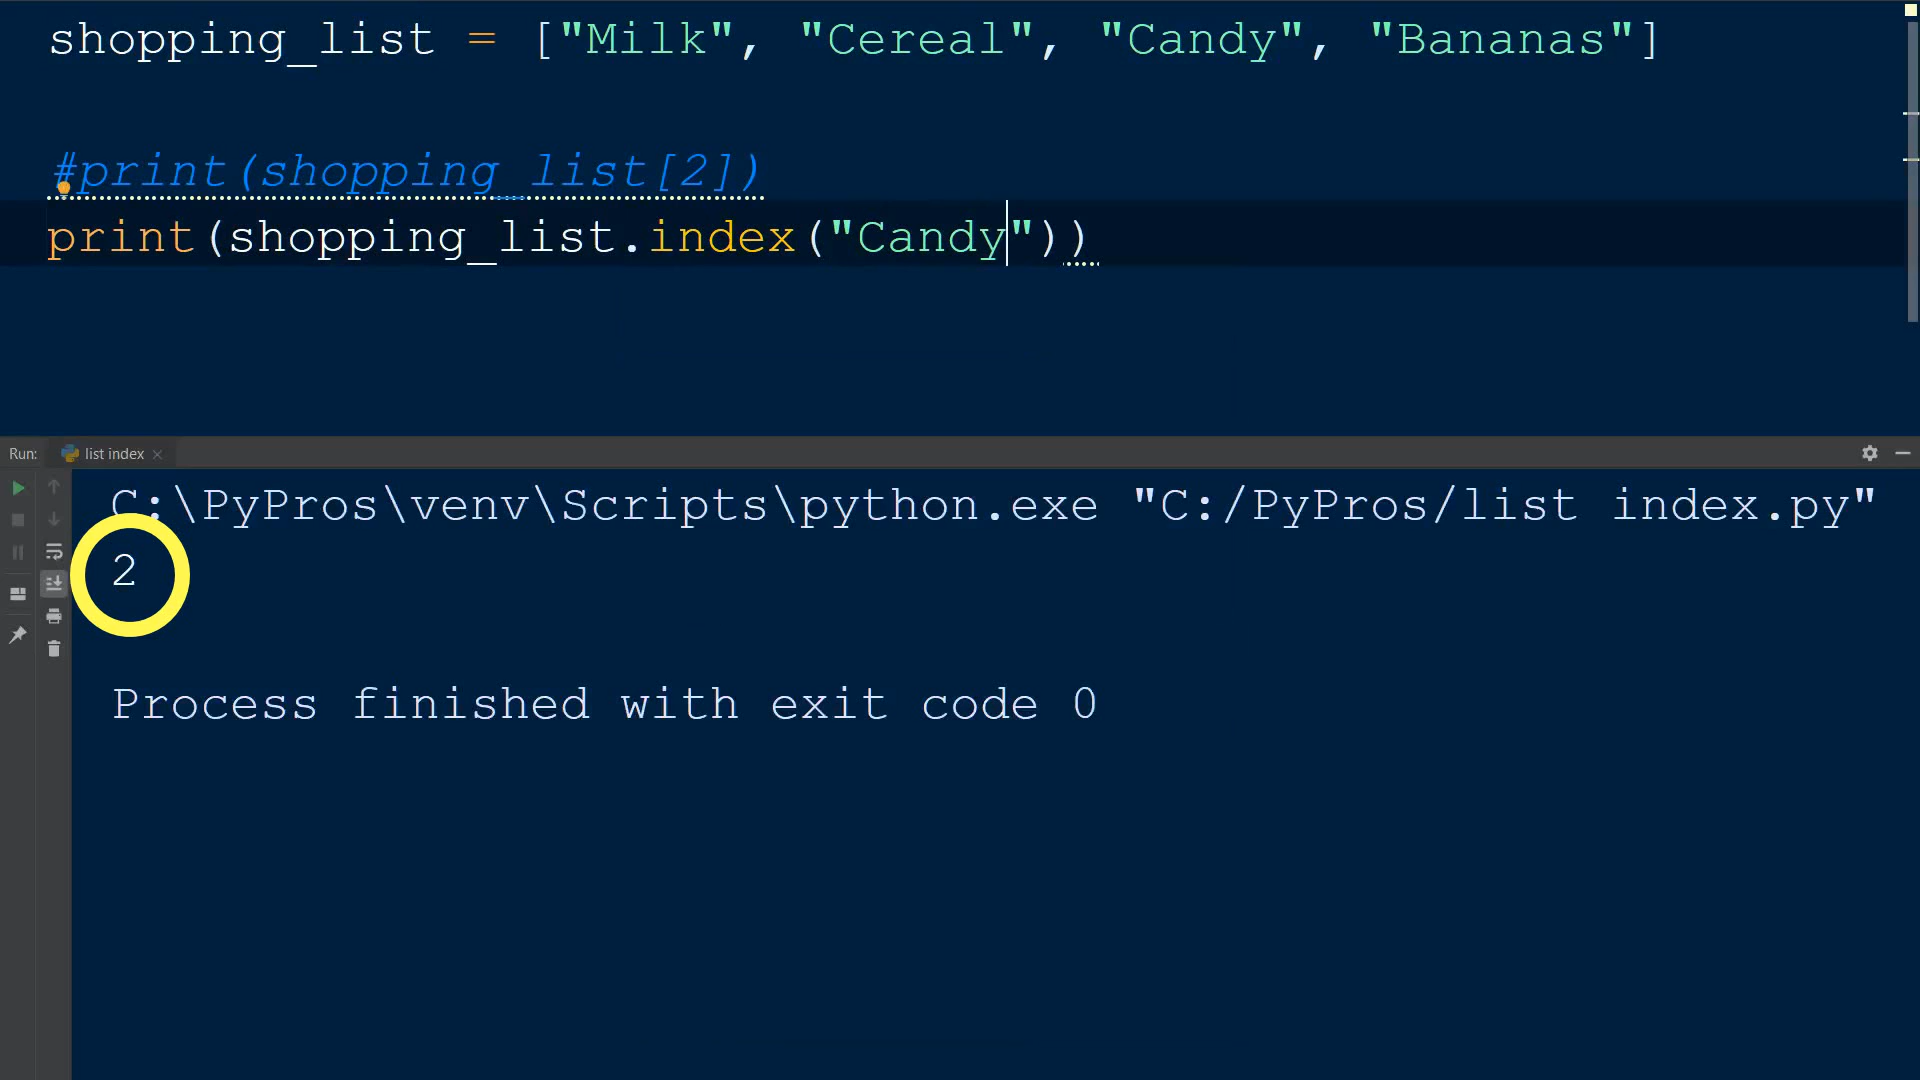 shopping_list = ["Milk", "Cereal", "Candy", "Bananas"]
#print(shopping_list[2])
print(shopping_list.index("Candy"))
Run: list index
C:\PyPros\venv\Scripts\python.exe "C:/PyPros/list index.py"
2
Process finished with exit code 0